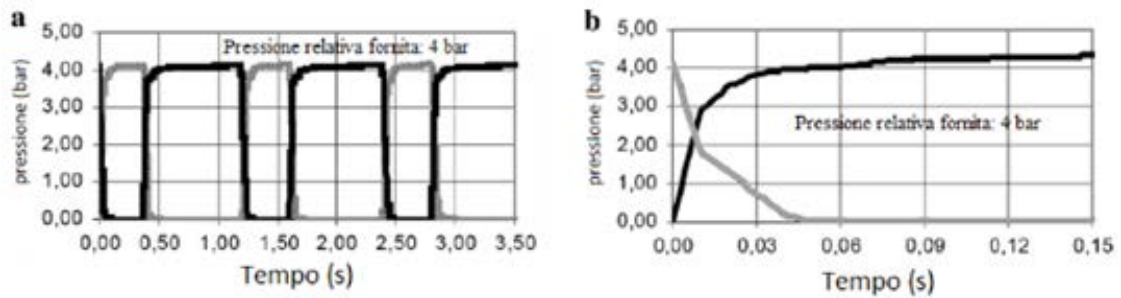 a
5,00
4,00
3,00
2,00
1,00
0,00
pressione (bar)
Pressione relativa fornita: 4 bar
0,00 0,50 1,00 1,50 2,00 2,50 3,00 3,50
Tempo (s)
b
5,00
4,00
3,00
2,00
1,00
0,00
pressione (bar)
Pressione relativa fornita: 4 bar
0,00 0,03 0,06 0,09 0,12 0,15
Tempo (s)